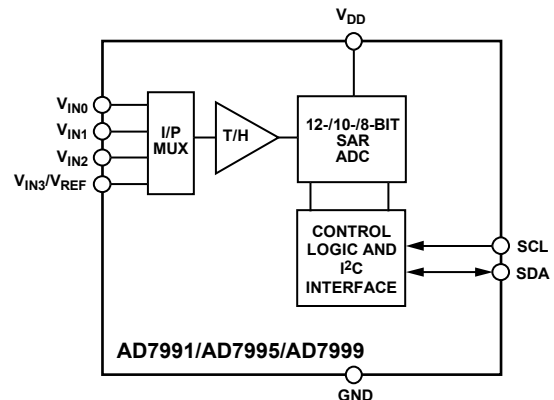 VDD
VIN0
VIN1
VIN2
VIN3/VREF
I/P
MUX
T/H
12-/10-/8-BIT
SAR
ADC
CONTROL
LOGIC AND
I2C
INTERFACE
SCL
SDA
AD7991/AD7995/AD7999
GND